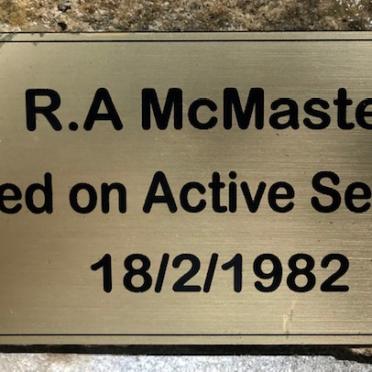 R.A McMaste
ed on Active Se
18/2/1982